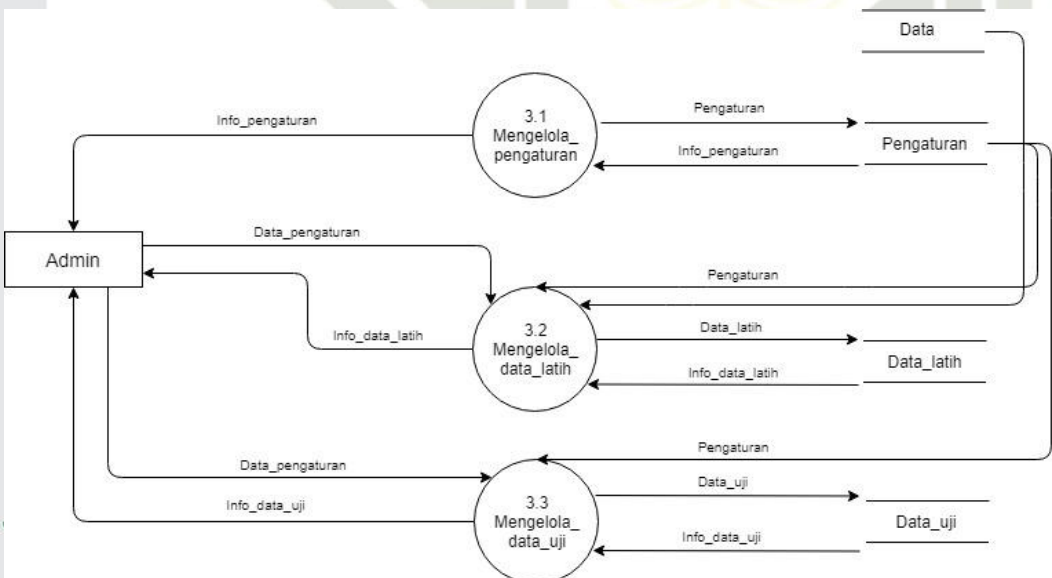 Data
3.1
Mengelola_
pengaturan
Info_pengaturan
Pengaturan
Info_pengaturan
Pengaturan
Admin
Data_pengaturan
Info_data_latih
Pengaturan
3.2
Mengelola_
data_latih
Data_latih
Info_data_latih
Data_latih
Data_pengaturan
Info_data_uji
Pengaturan
3.3
Mengelola_
data_uji
Data_uji
Info_data_uji
Data_uji